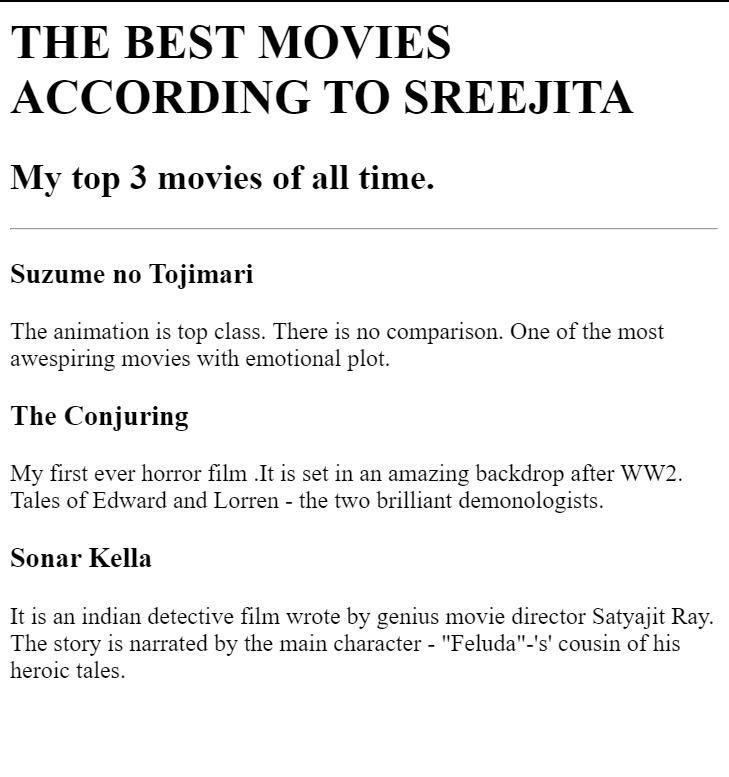 THE BEST MOVIES
ACCORDING TO SREEJITA
My top 3 movies of all time.
Suzume no Tojimari
The animation is top class. There is no comparison. One of the most
awespiring movies with emotional plot.
The Conjuring
My first ever horror film .It is set in an amazing backdrop after WW2.
Tales of Edward and Lorren - the two brilliant demonologists.
Sonar Kella
It is an indian detective film wrote by genius movie director Satyajit Ray.
The story is narrated by the main character - "Feluda"-'s' cousin of his
heroic tales.